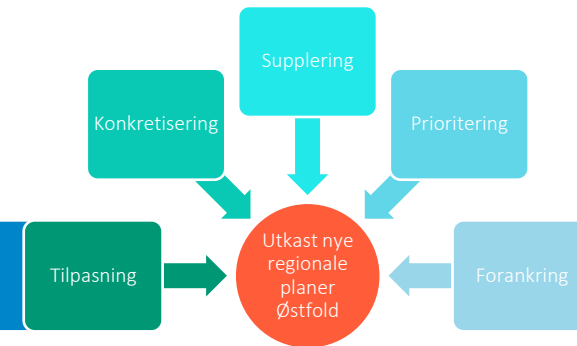 Supplering
Konkretisering
Prioritering
Tilpasning
Utkast nye
regionale
planer
Østfold
Forankring